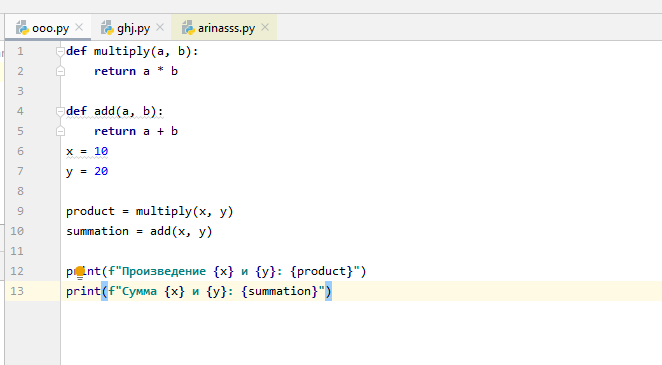 ooo.py ghj.py arinasss.py
1 def multiply(a, b):
2     return a * b
3
4 def add(a, b):
5     return a + b
6 x = 10
7 y = 20
8
9 product = multiply(x, y)
10 summation = add(x, y)
11
12 print(f"Произведение {x} и {y}: {product}")
13 print(f"Сумма {x} и {y}: {summation}")